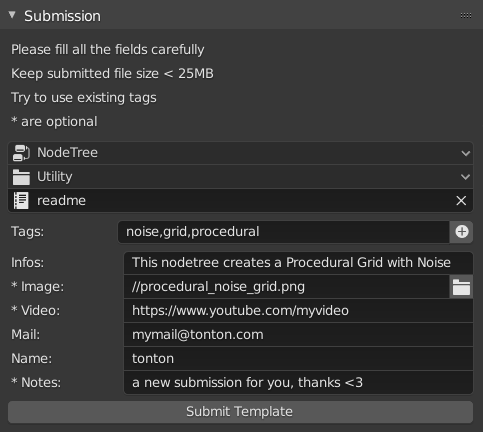 Submission
Please fill all the fields carefully
Keep submitted file size < 25MB
Try to use existing tags
* are optional
NodeTree
Utility
readme
Tags: noise,grid,procedural
Infos: This nodetree creates a Procedural Grid with Noise
* Image: //procedural_noise_grid.png
* Video: https://www.youtube.com/myvideo
Mail: mymail@tonton.com
Name: tonton
* Notes: a new submission for you, thanks <3
Submit Template